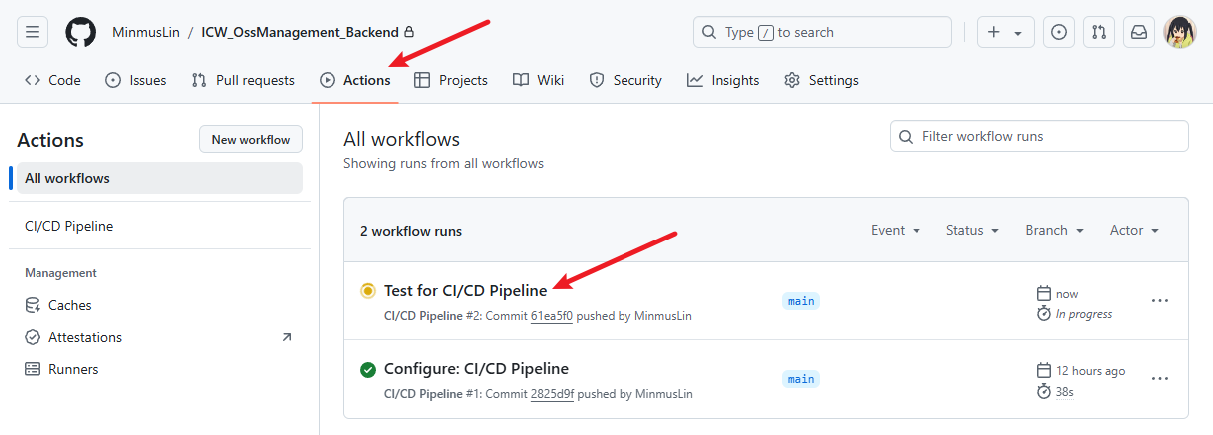 MinmusLin / ICW_OssManagement_Backend
Type / to search
Code Issues Pull requests Actions Projects Wiki Security Insights Settings
Actions
New workflow
All workflows
CI/CD Pipeline
Management
Caches
Attestations
Runners
All workflows
Showing runs from all workflows
Filter workflow runs
2 workflow runs
Event Status Branch Actor
Test for CI/CD Pipeline
CI/CD Pipeline #2: Commit 61ea5f0 pushed by MinmusLin
main
now
In progress
Configure: CI/CD Pipeline
CI/CD Pipeline #1: Commit 2825d9f pushed by MinmusLin
main
12 hours ago
38s